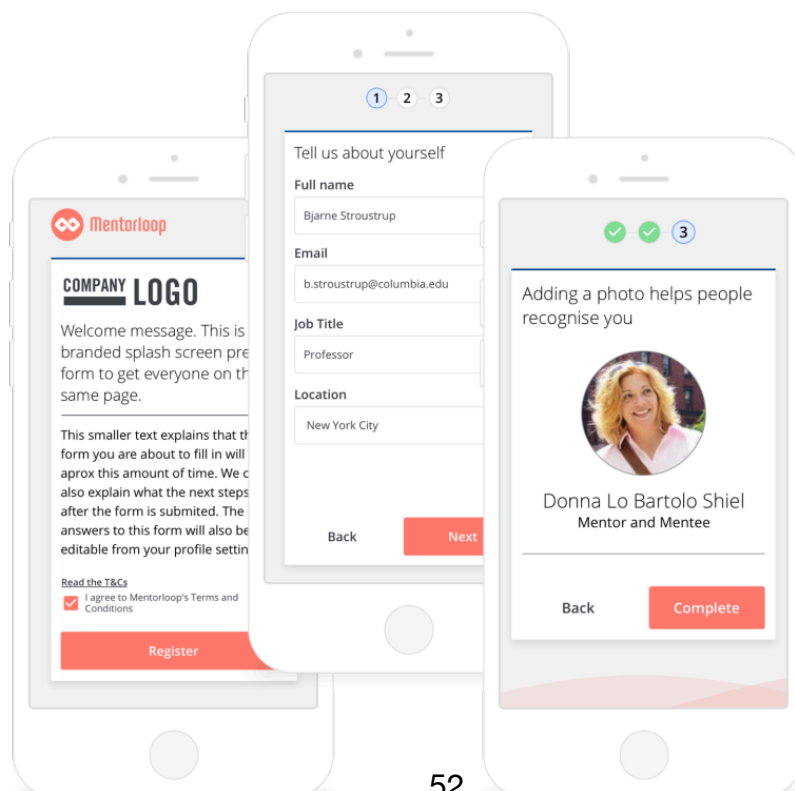 Mentorloop
COMPANY LOGO
Welcome message. This is
branded splash screen pre
form to get everyone on th
same page.
This smaller text explains that th
form you are about to fill in will
aprox this amount of time. We c
also explain what the next steps
after the form is submited. The
answers to this form will also be
editable from your profile settin
Read the T&Cs
I agree to Mentorloop's Terms and
Conditions
Register
1 2 3
Tell us about yourself
Full name
Bjarne Stroustrup
Email
b.stroustrup@columbia.edu
Job Title
Professor
Location
New York City
Back Next
3
Adding a photo helps people
recognise you
Donna Lo Bartolo Shiel
Mentor and Mentee
Back Complete
52